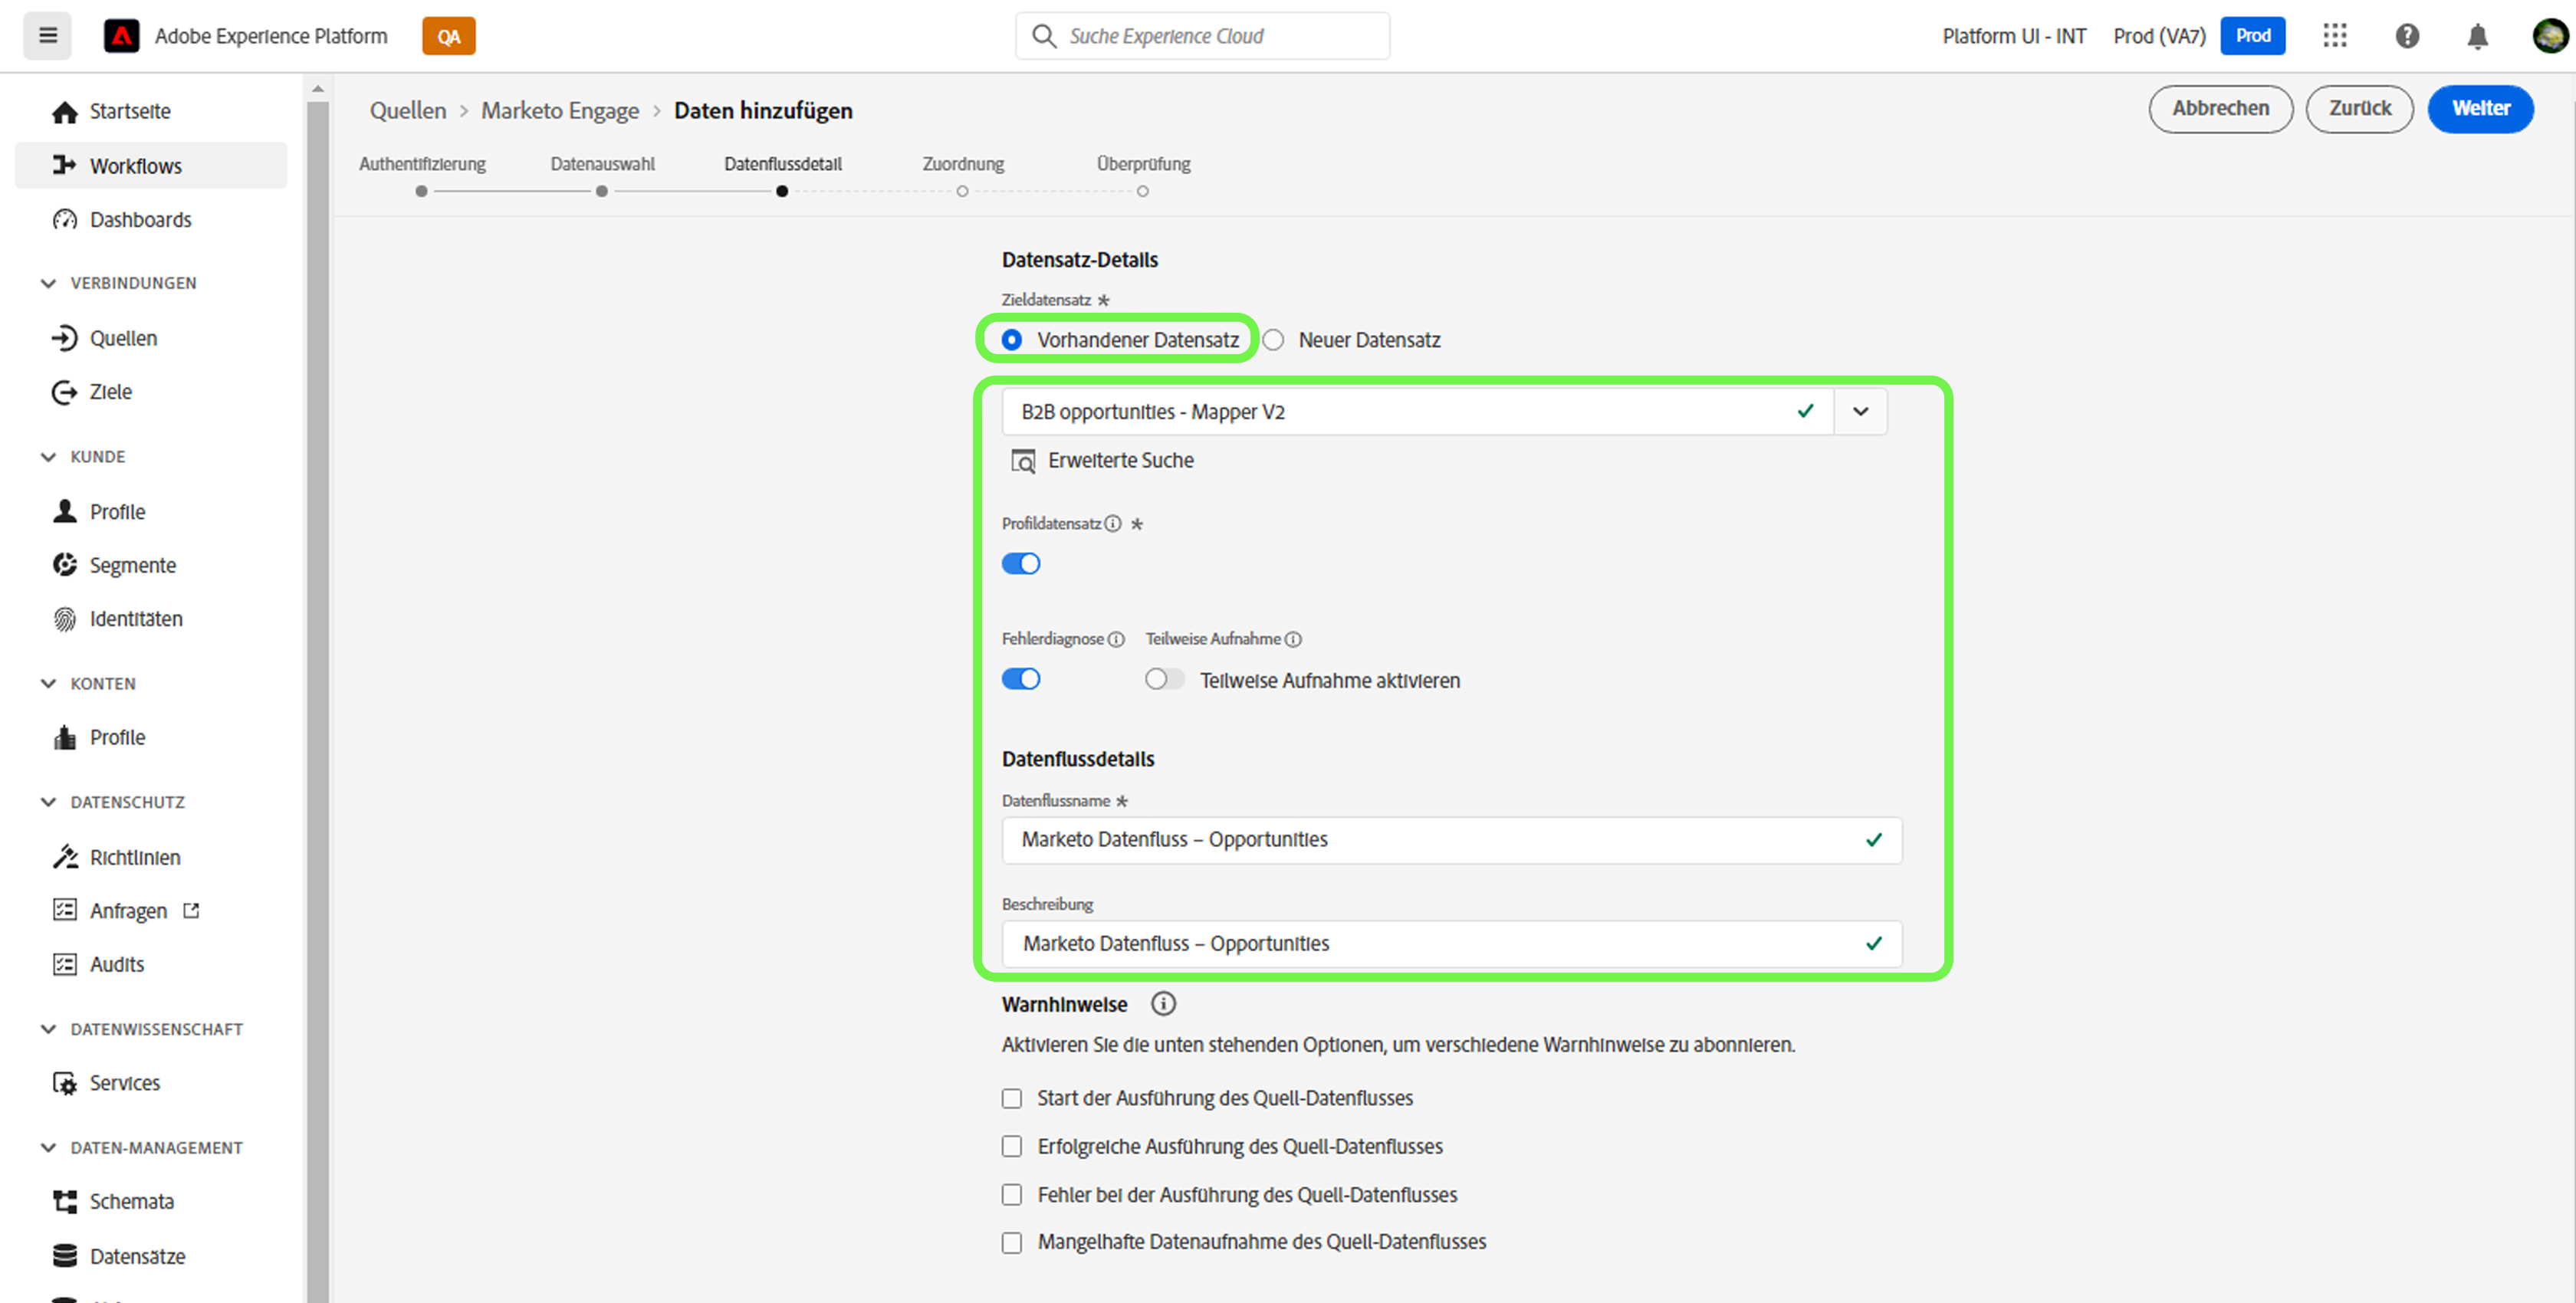 Adobe Experience Platform QA Suche Experience Cloud Platform UI - INT Prod (VA7) Prod
Startseite
Workflows
Dashboards
VERBINDUNGEN
Quellen
Ziele
KUNDE
Profile
Segmente
Identitäten
KONTEN
Profile
DATENSCHUTZ
Richtlinien
Anfragen
Audits
DATENWISSENSCHAFT
Services
DATEN-MANAGEMENT
Schemata
Datensätze
Quellen > Marketo Engage > Daten hinzufügen
Abbrechen Zurück Weiter
Authentifizierung Datenauswahl Datenflussdetail Zuordnung Überprüfung
Datensatz-Details
Zieldatensatz *
Vorhandener Datensatz Neuer Datensatz
B2B opportunities - Mapper V2
Erweiterte Suche
Profildatensatz *
Fehlerdiagnose Teilweise Aufnahme
Teilweise Aufnahme aktivieren
Datenflussdetails
Datenflussname *
Marketo Datenfluss – Opportunities
Beschreibung
Marketo Datenfluss – Opportunities
Warnhinweise
Aktivieren Sie die unten stehenden Optionen, um verschiedene Warnhinweise zu abonnieren.
Start der Ausführung des Quell-Datenflusses
Erfolgreiche Ausführung des Quell-Datenflusses
Fehler bei der Ausführung des Quell-Datenflusses
Mangelhafte Datenaufnahme des Quell-Datenflusses